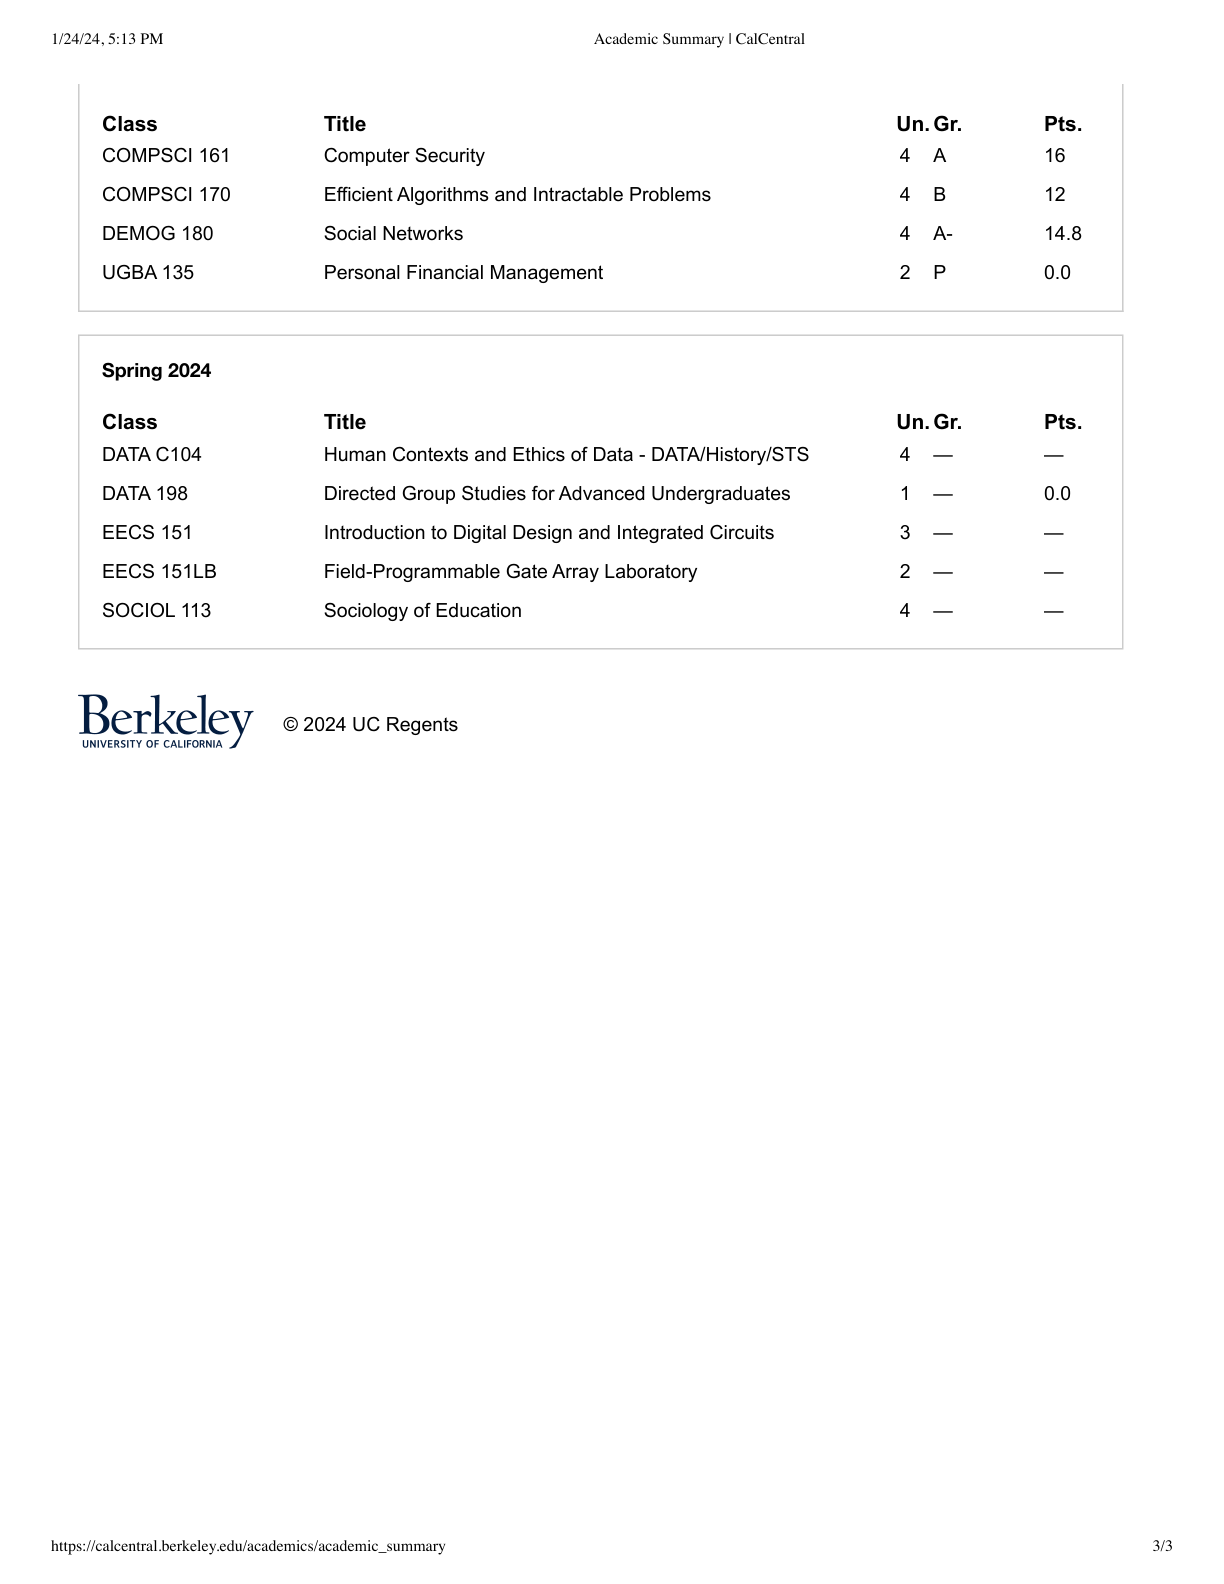 1/24/24, 5:13 PM Academic Summary | CalCentral
Class Title Un. Gr. Pts.
COMPSCI 161 Computer Security 4 A 16
COMPSCI 170 Efficient Algorithms and Intractable Problems 4 B 12
DEMOG 180 Social Networks 4 A- 14.8
UGBA 135 Personal Financial Management 2 P 0.0
Spring 2024
Class Title Un. Gr. Pts.
DATA C104 Human Contexts and Ethics of Data - DATA/History/STS 4 — —
DATA 198 Directed Group Studies for Advanced Undergraduates 1 — 0.0
EECS 151 Introduction to Digital Design and Integrated Circuits 3 — —
EECS 151LB Field-Programmable Gate Array Laboratory 2 — —
SOCIOL 113 Sociology of Education 4 — —
Berkeley
UNIVERSITY OF CALIFORNIA
© 2024 UC Regents
https://calcentral.berkeley.edu/academics/academic_summary 3/3